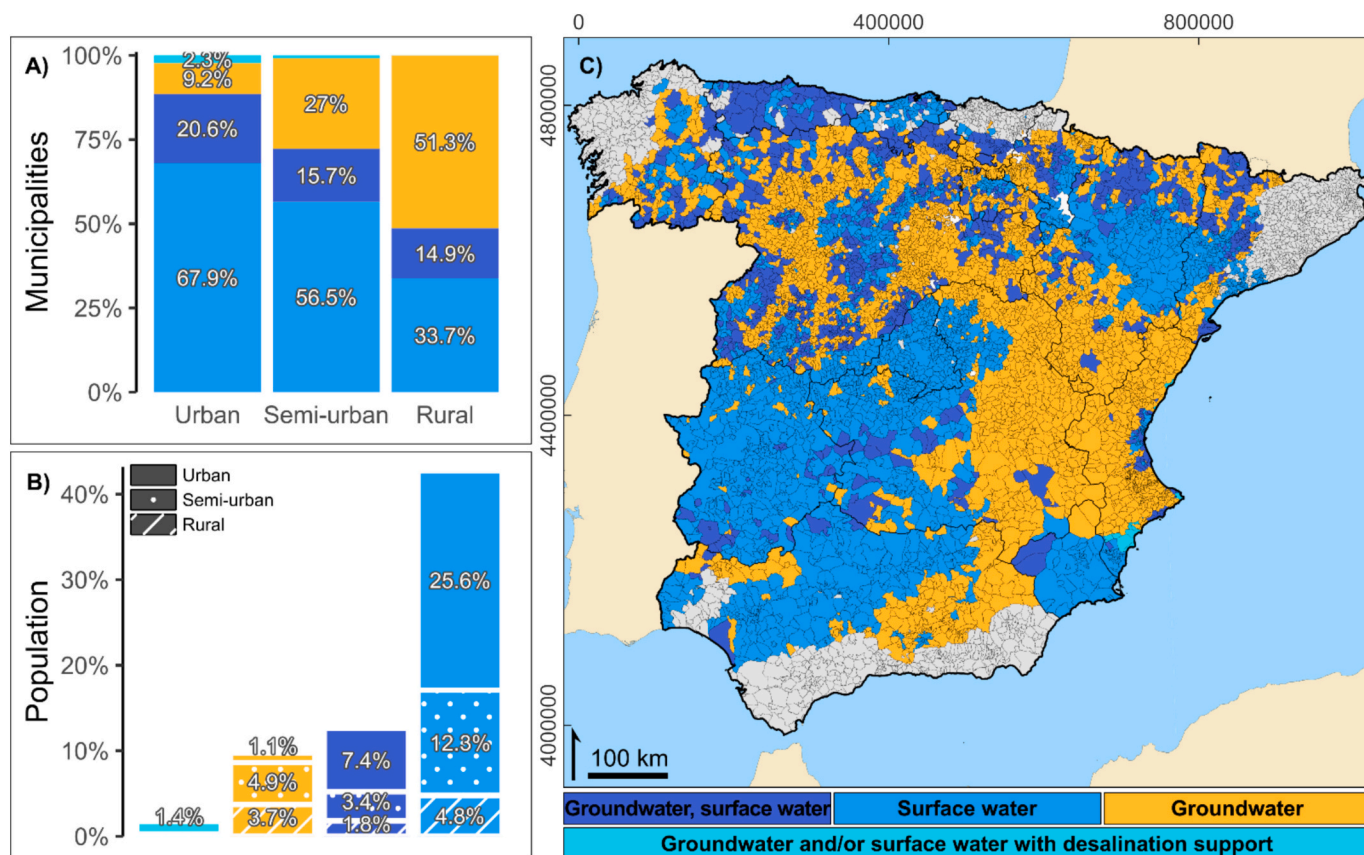 A)
Municipalities
100%
75%
50%
25%
0%
2.3%
9.2%
20.6%
67.9%
27%
15.7%
56.5%
51.3%
14.9%
33.7%
Urban Semi-urban Rural
B)
Population
40%
30%
20%
10%
0%
Urban
Semi-urban
Rural
1.4%
1.1%
4.9%
3.7%
7.4%
3.4%
1.8%
25.6%
12.3%
4.8%
C)
0 400000 800000
4800000
4400000
4000000
100 km
Groundwater, surface water Surface water Groundwater
Groundwater and/or surface water with desalination support